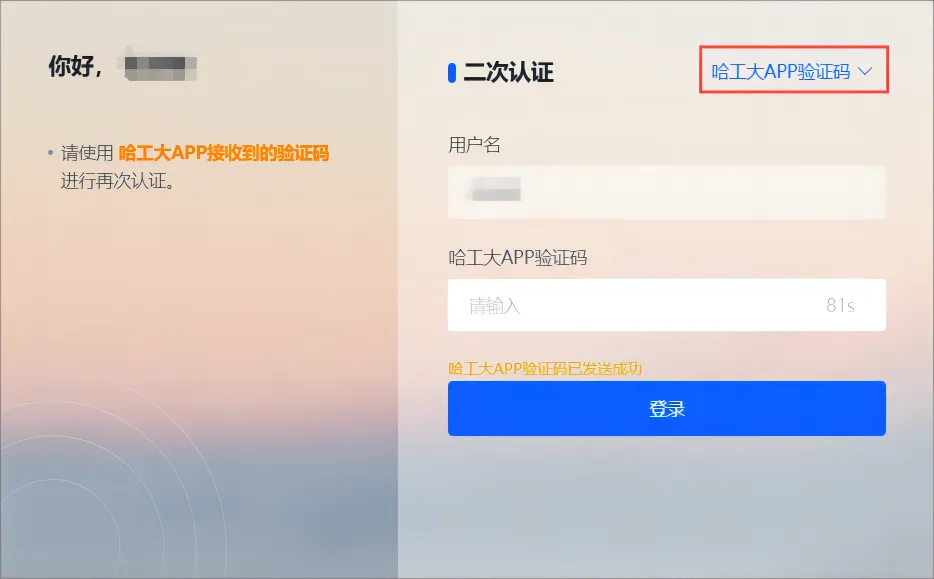 你好，
• 请使用 哈工大APP接收到的验证码
进行再次认证。
二次认证
哈工大APP验证码
用户名
哈工大APP验证码
请输入
81s
哈工大APP验证码已发送成功
登录